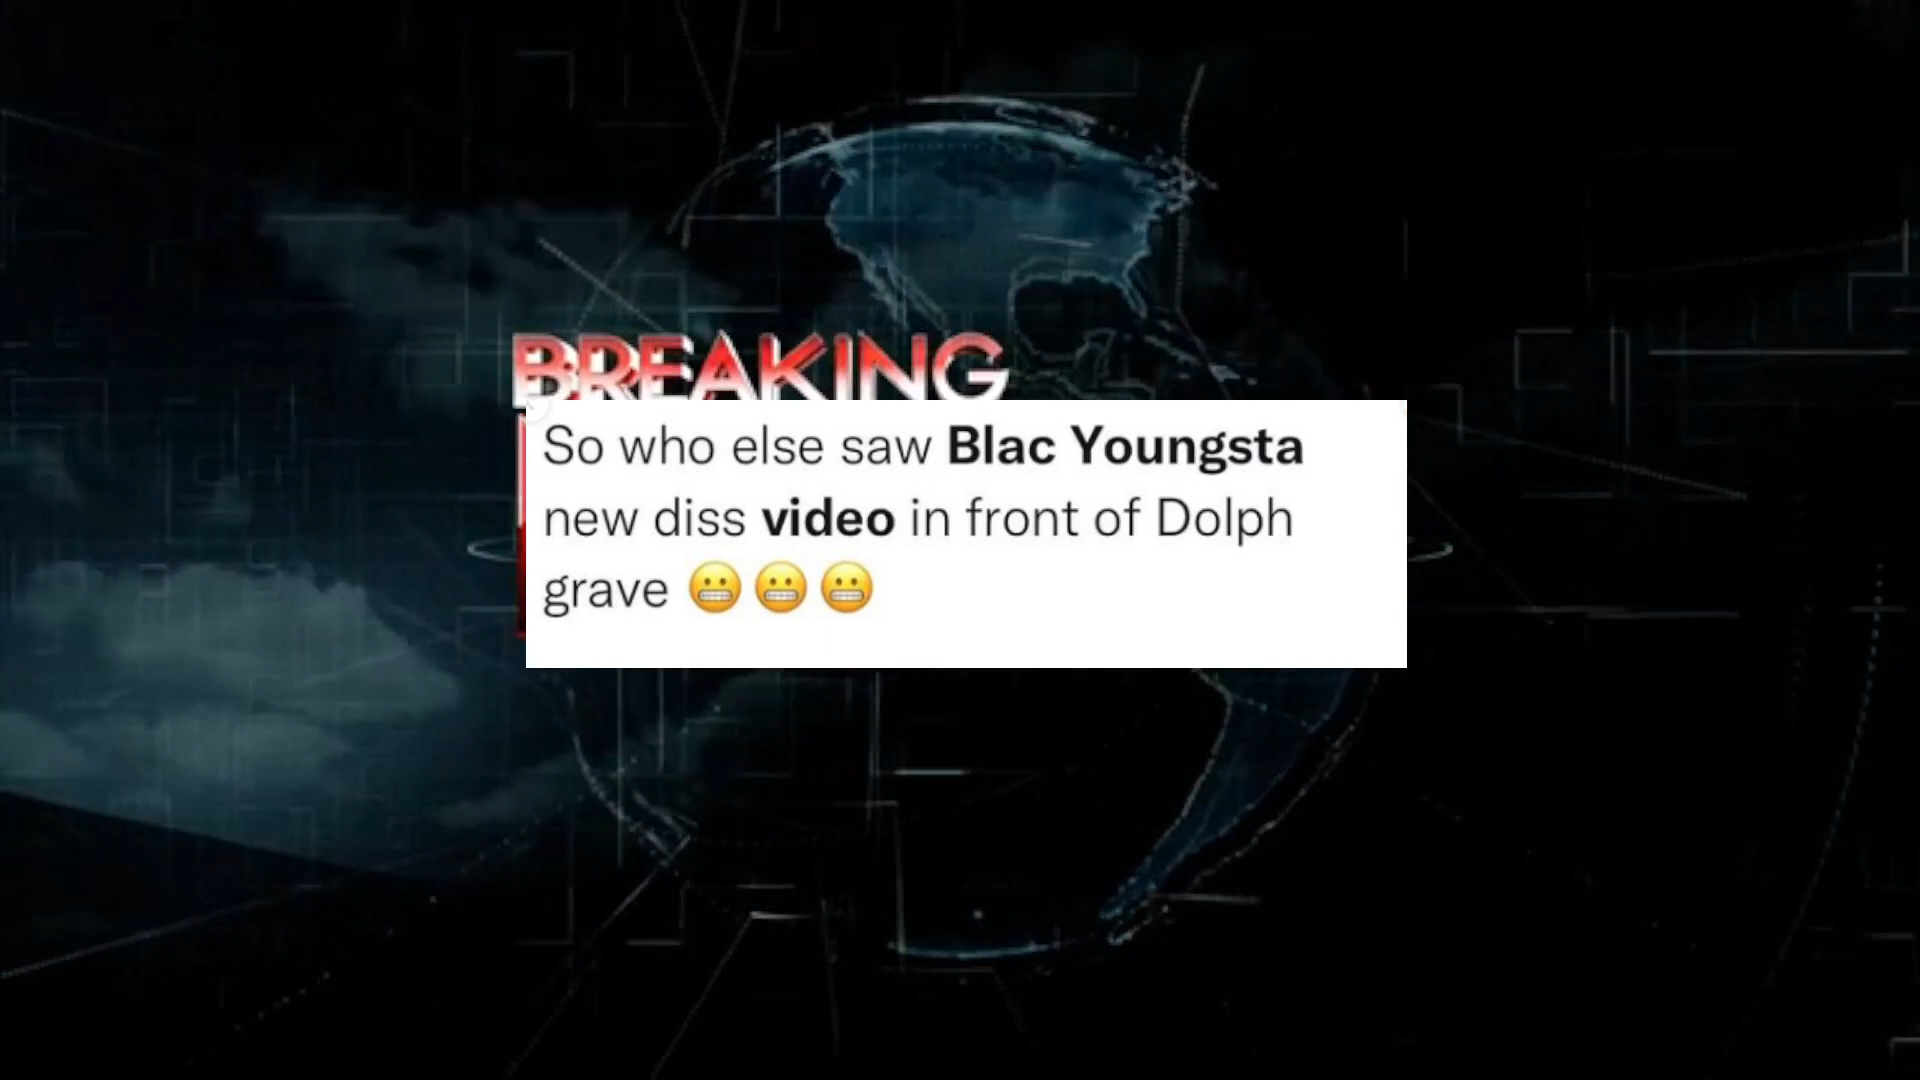 BREAKING
So who else saw Blac Youngsta
new diss video in front of Dolph
grave 😬😬😬